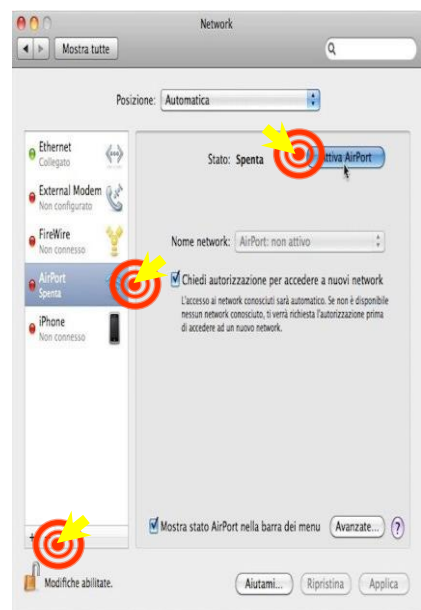 Network
Mostra tutte
Posizione: Automatica
Ethernet
Collegato
External Modem
Non configurato
FireWire
Non connesso
AirPort
Spenta
iPhone
Non connesso
Stato: Spenta
Attiva AirPort
Nome network: AirPort: non attivo
Chiedi autorizzazione per accedere a nuovi network
L'accesso ai network conosciuti sarà automatico. Se non è disponibile
nessun network conosciuto, ti verrà richiesta l'autorizzazione prima
di accedere ad un nuovo network.
Mostra stato AirPort nella barra dei menu
Avanzate... ?
+
Modifiche abilitate.
Aiutami... Ripristina Applica